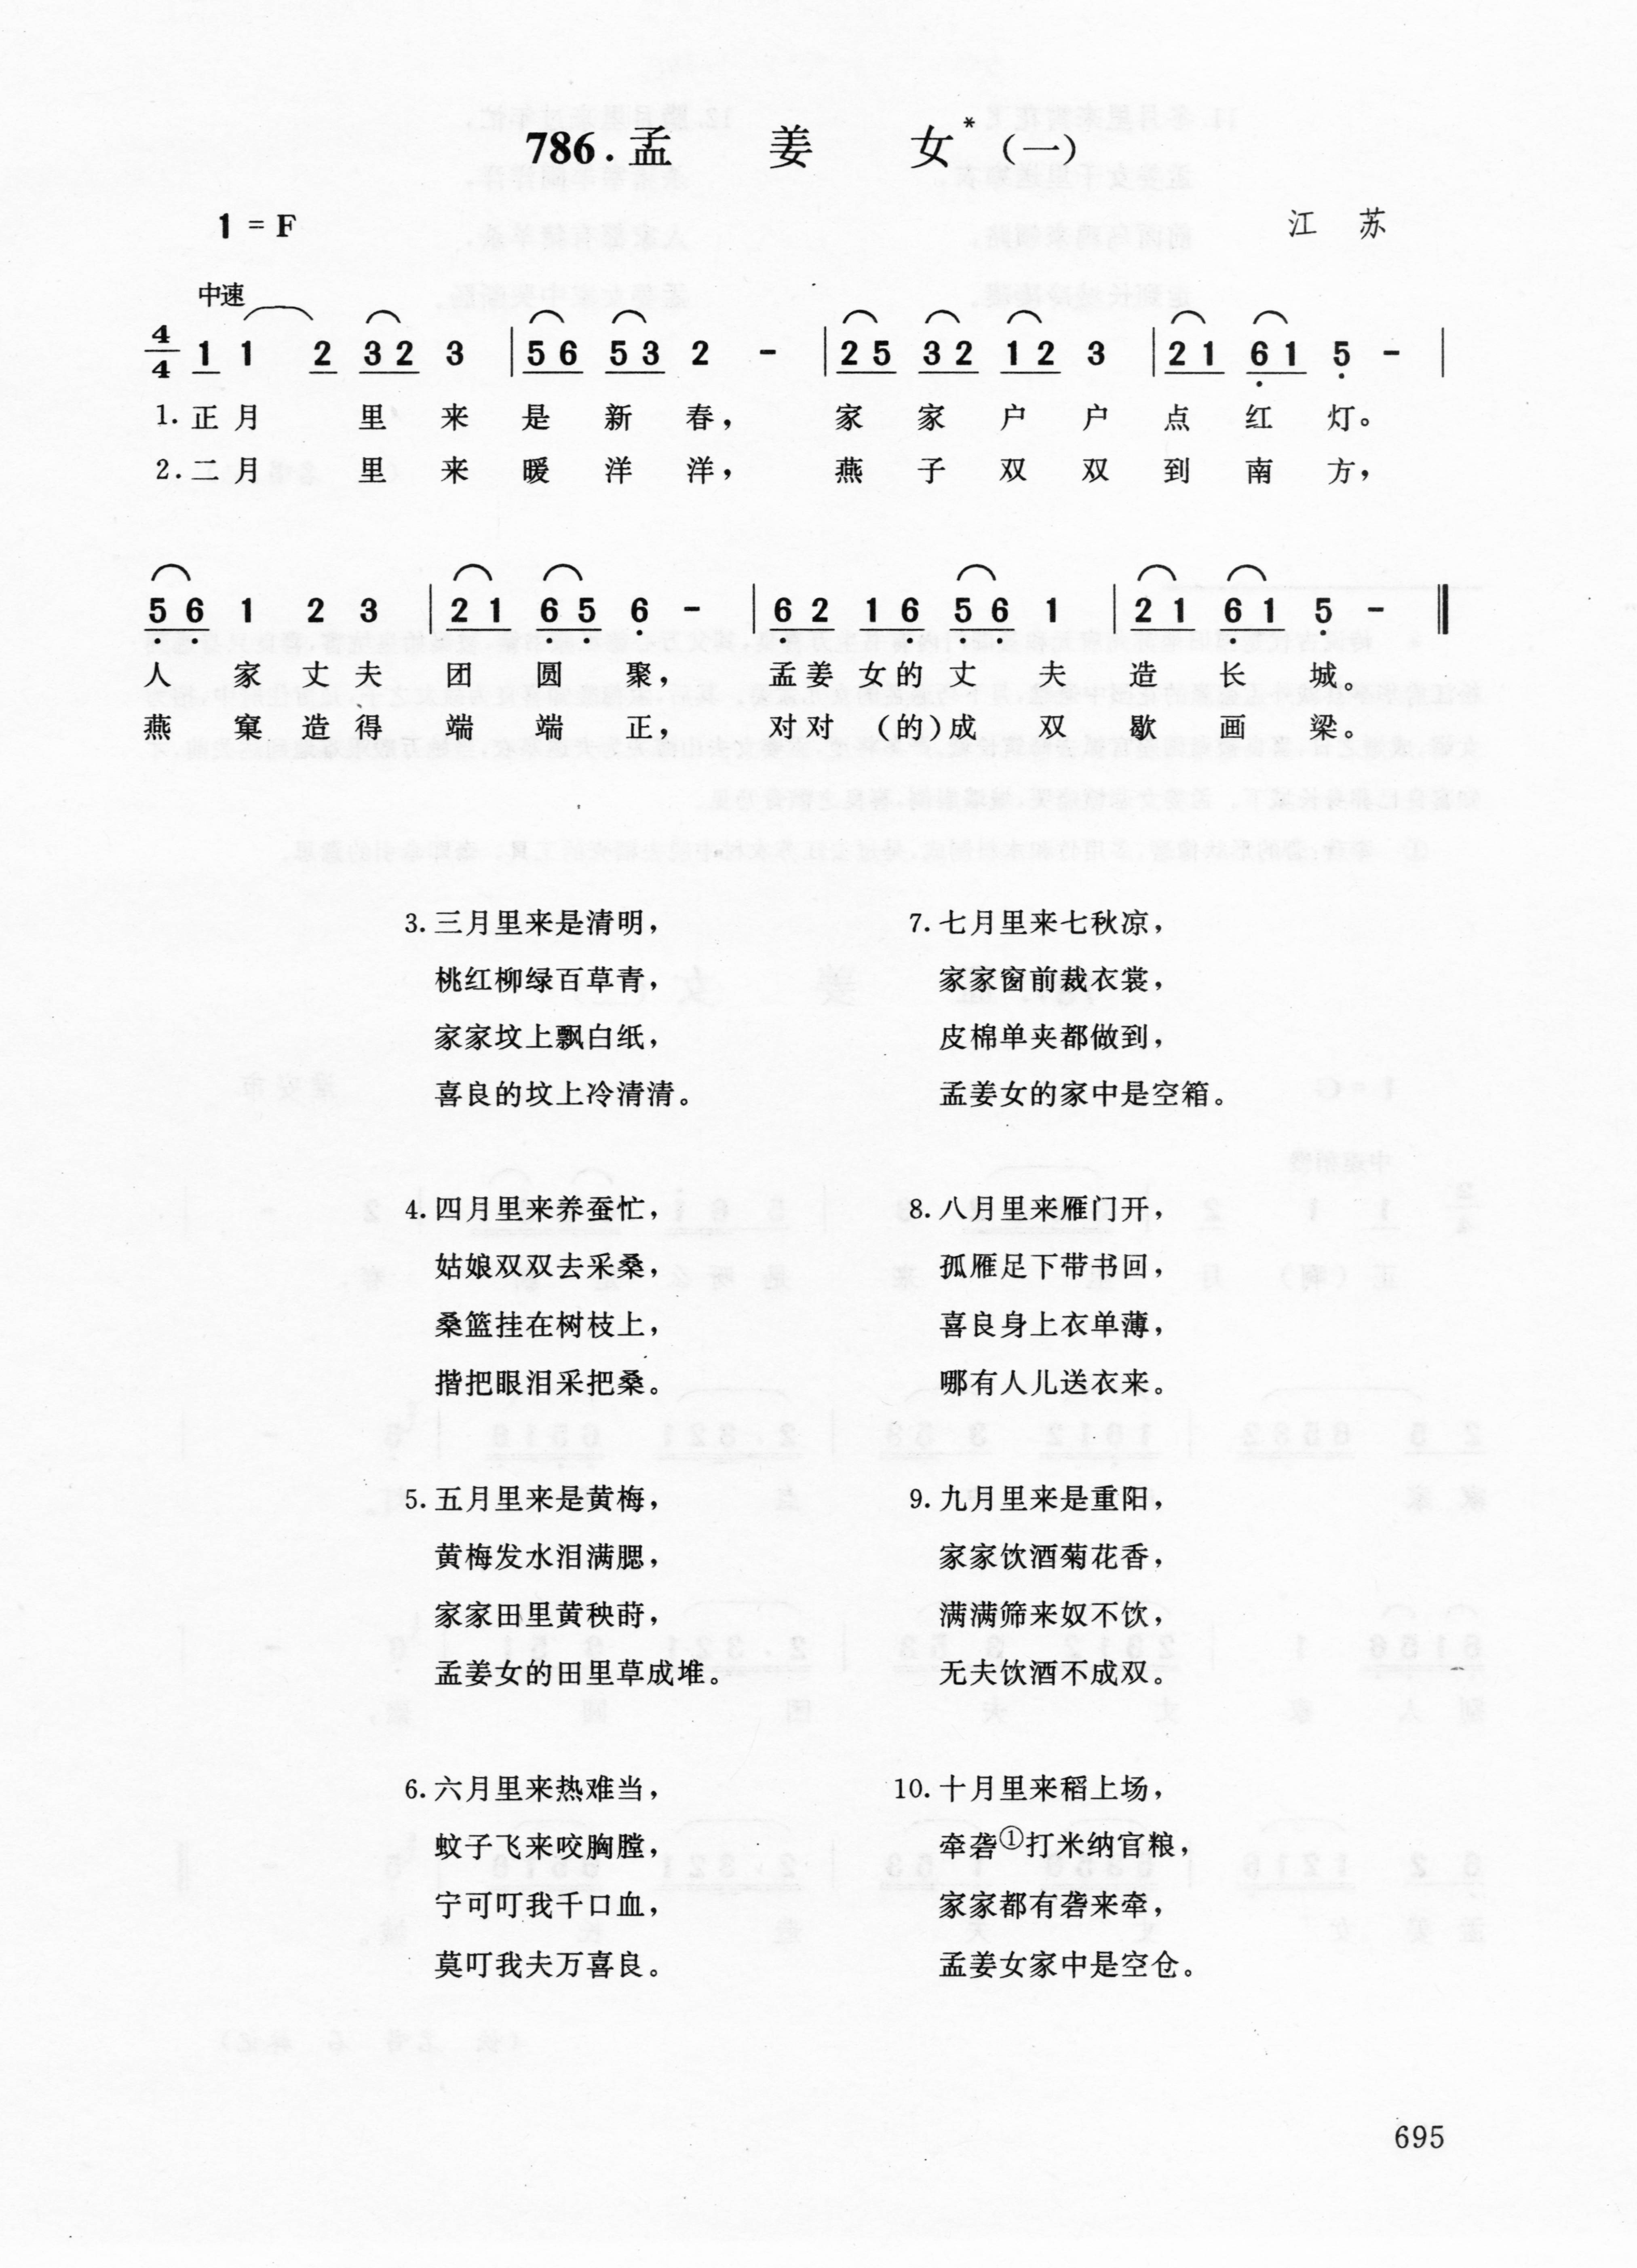 786.孟姜女*(一)
1=F
江苏
中速
4/4 1 1 2 3 2 3 | 5 6 5 3 2 - | 2 5 3 2 1 2 3 | 2 1 6 1 5 - |
1.正月里来是新春，家家户户点红灯。
2.二月里来暖洋洋，燕子双双到南方，
5 6 1 2 3 | 2 1 6 5 6 - | 6 2 1 6 5 6 1 | 2 1 6 1 5 - ‖
人家丈夫团圆聚，孟姜女的丈夫造长城。
燕窠造得端端正，对对(的)成双歇画梁。
3.三月里来是清明，
桃红柳绿百草青，
家家坟上飘白纸，
喜良的坟上冷清清。
4.四月里来养蚕忙，
姑娘双双去采桑，
桑篮挂在树枝上，
揩把眼泪采把桑。
5.五月里来是黄梅，
黄梅发水泪满腮，
家家田里黄秧莳，
孟姜女的田里草成堆。
6.六月里来热难当，
蚊子飞来咬胸膛，
宁可叮我千口血，
莫叮我夫万喜良。
7.七月里来七秋凉，
家家窗前裁衣裳，
皮棉单夹都做到，
孟姜女的家中是空箱。
8.八月里来雁门开，
孤雁足下带书回，
喜良身上衣单薄，
哪有人儿送衣来。
9.九月里来是重阳，
家家饮酒菊花香，
满满筛来奴不饮，
无夫饮酒不成双。
10.十月里来稻上场，
牵砻①打米纳官粮，
家家都有砻来牵，
孟姜女家中是空仓。
695